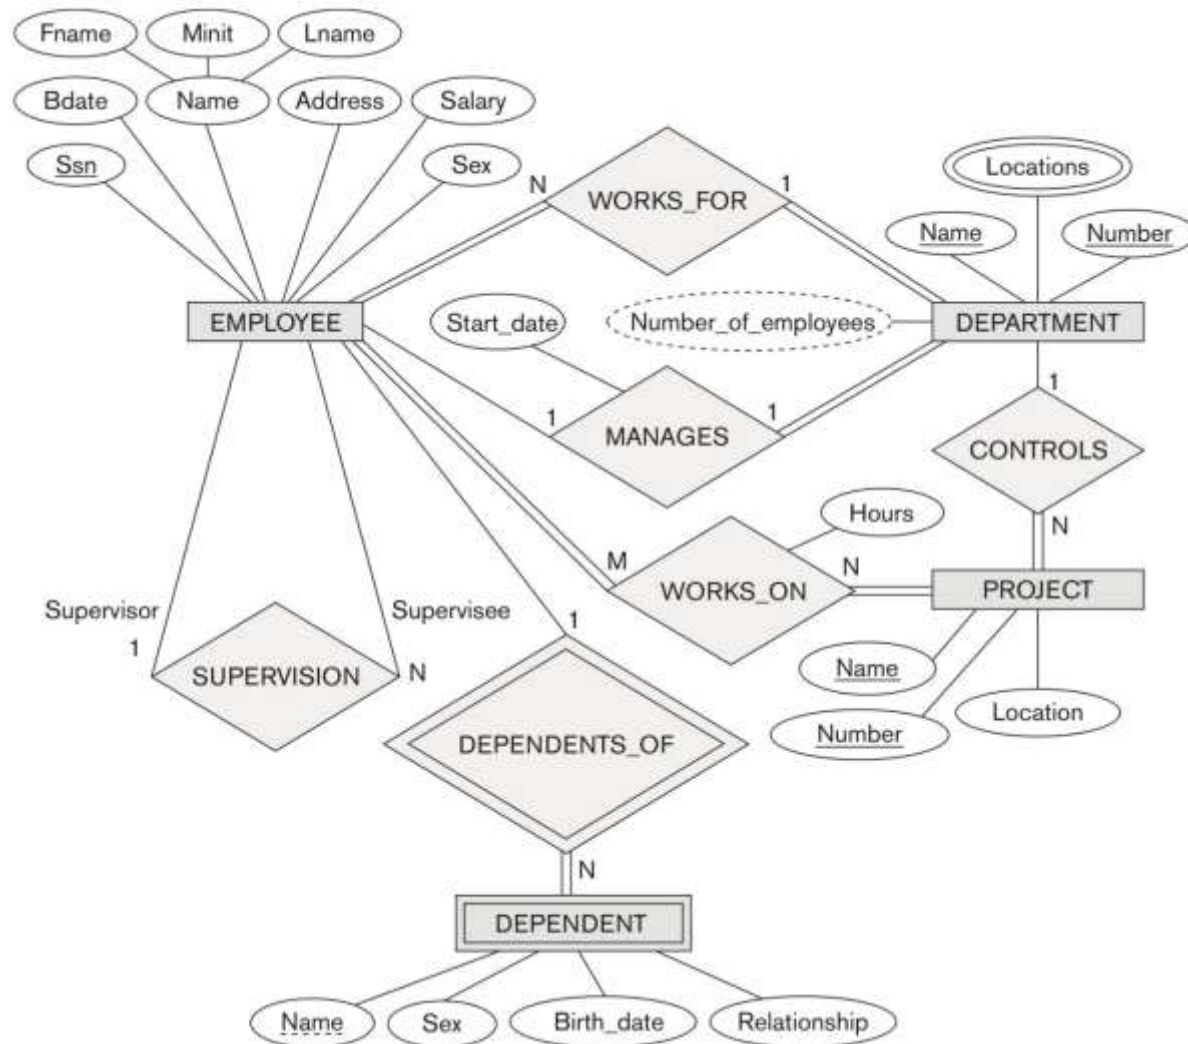 Fname
Minit
Lname
Bdate
Name
Address
Salary
Ssn
Sex
N
WORKS_FOR
1
Locations
Name
Number
EMPLOYEE
Start_date
Number_of_employees
DEPARTMENT
1
MANAGES
1
1
CONTROLS
N
Hours
M
WORKS_ON
N
PROJECT
Supervisor
1
SUPERVISION
Supervisee
N
1
Name
Number
Location
DEPENDENTS_OF
N
DEPENDENT
Name
Sex
Birth_date
Relationship